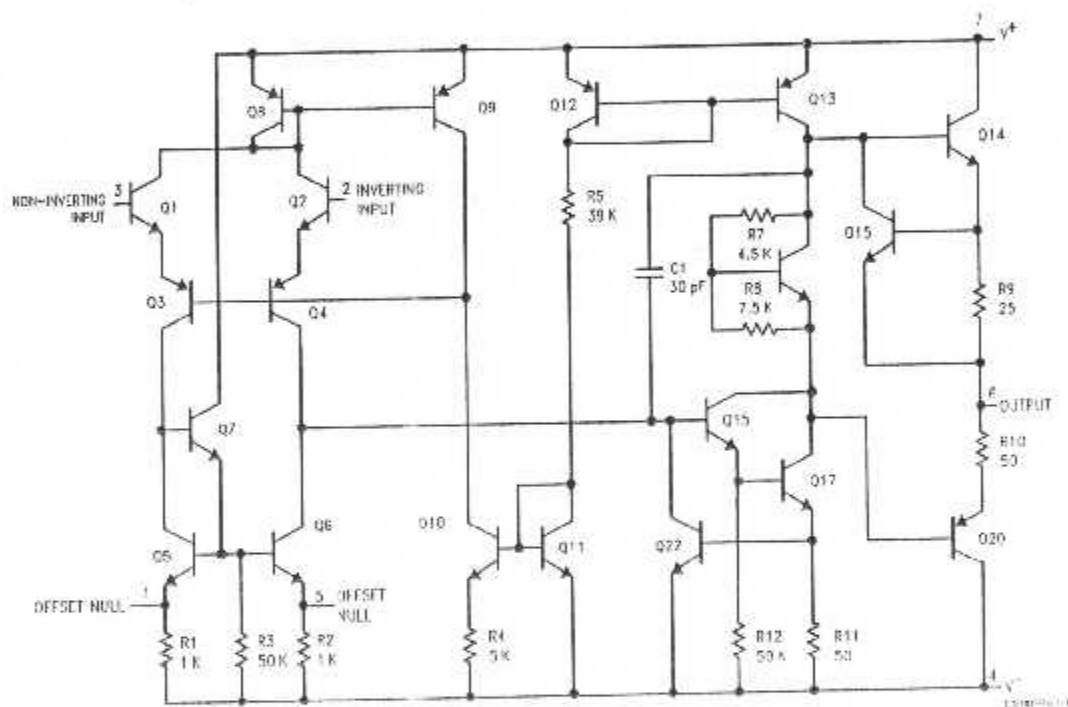 7
V+
Q8
Q9
Q12
Q13
Q14
3
NON-INVERTING
INPUT
Q1
Q2
2 INVERTING
INPUT
R5
39 K
R7
4.5 K
Q15
C1
30 pF
R8
7.5 K
R9
25
Q3
Q4
6
OUTPUT
Q7
Q15
R10
50
Q17
Q5
Q6
Q10
Q11
Q22
Q20
1
OFFSET NULL
5
OFFSET
NULL
R1
1 K
R3
50 K
R2
1 K
R4
5 K
R12
50 K
R11
50
4
V-